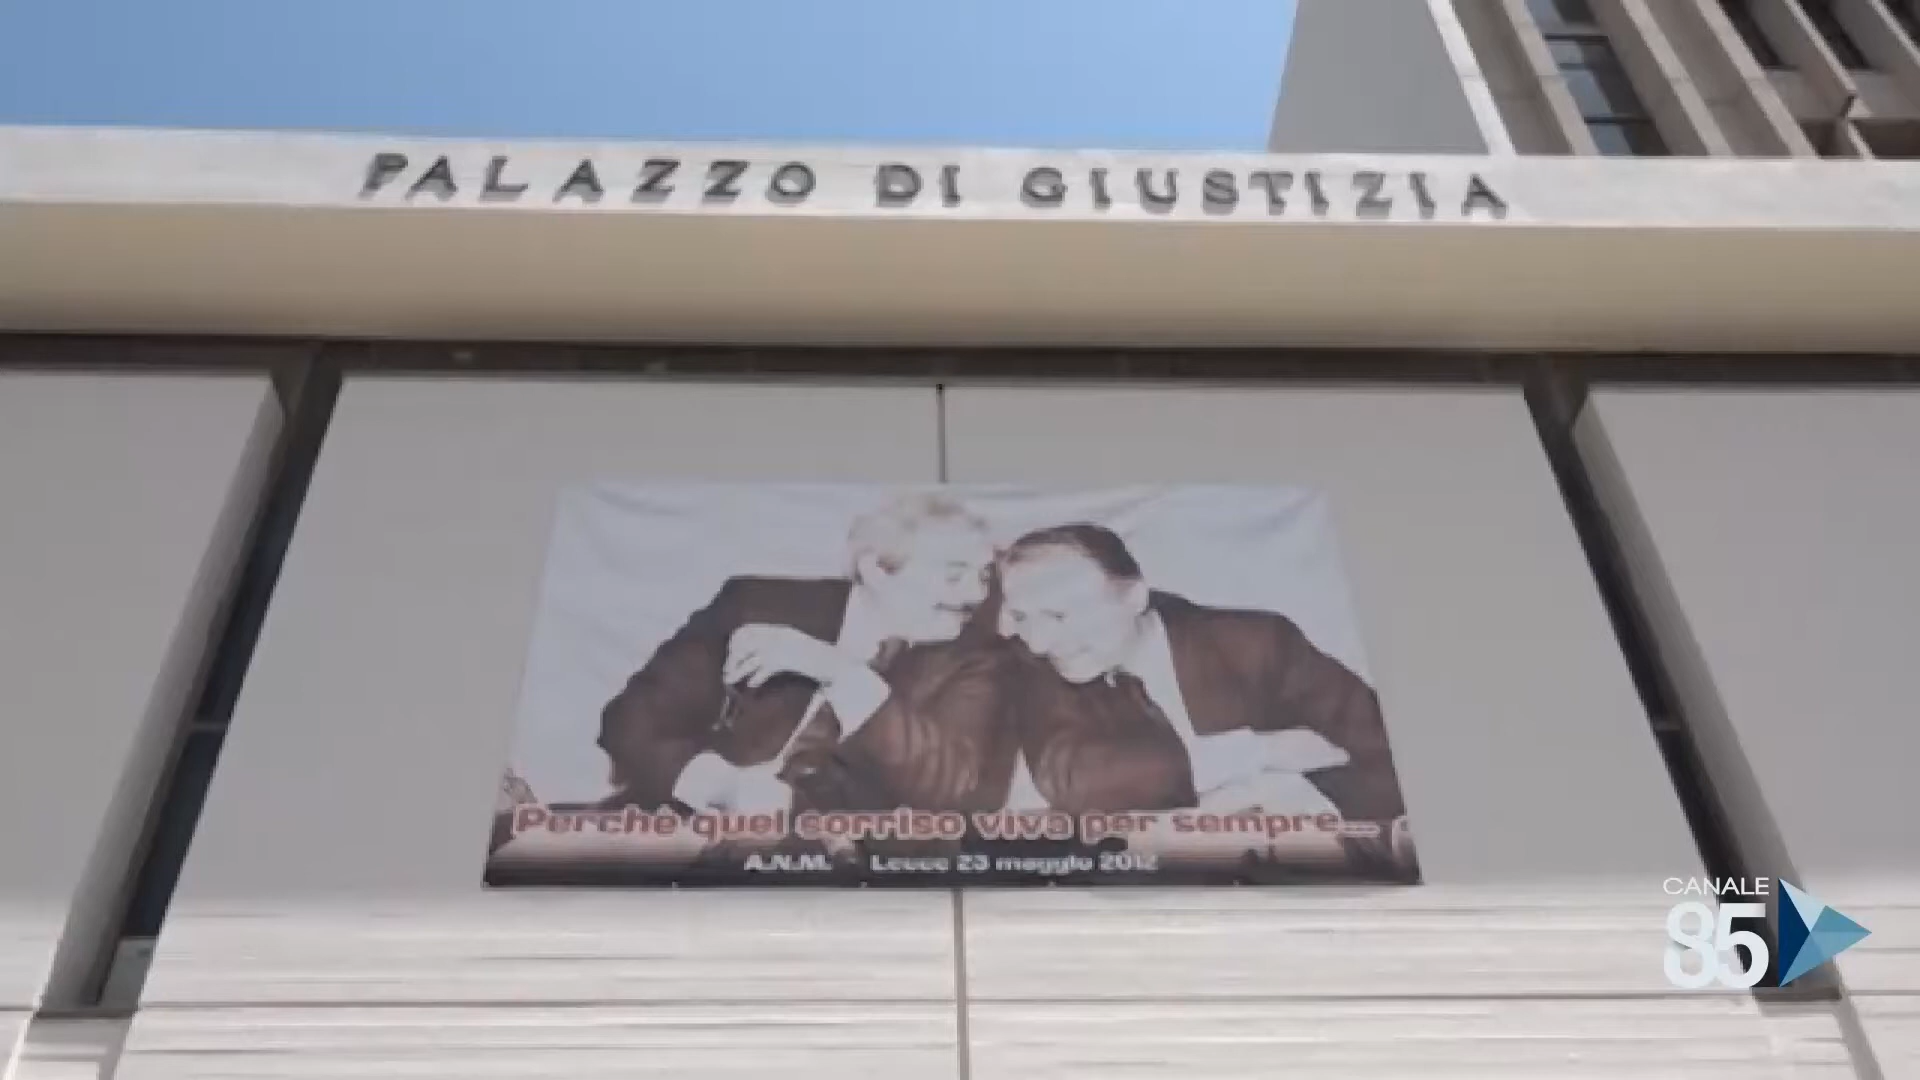 PALAZZO DI GIUSTIZIA
Perchè quel sorriso viva per sempre...
A.N.M. - Lecce 23 maggio 2012
CANALE
85